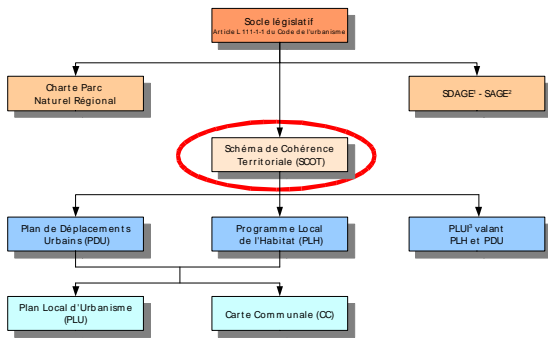 Socle législatif
Article L 111-1-1 du Code de l'urbanisme
Charte Parc
Naturel Régional
SDAGE¹ - SAGE²
Schéma de Cohérence
Territoriale (SCOT)
Plan de Déplacements
Urbains (PDU)
Programme Local
de l'Habitat (PLH)
PLUI³ valant
PLH et PDU
Plan Local d'Urbanisme
(PLU)
Carte Communale (CC)